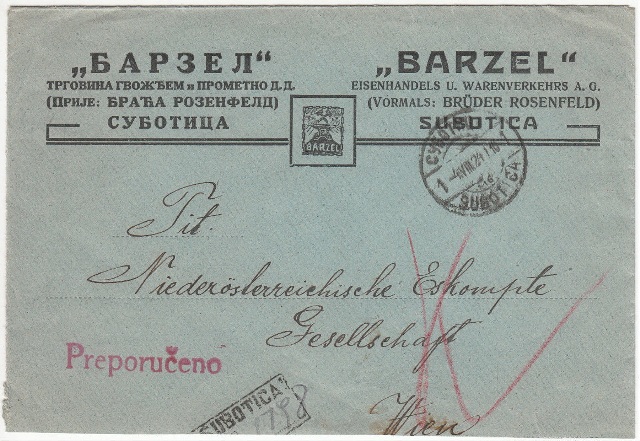 „БАРЗЕЛ"
ТРГОВИНА ГВОЖЂЕМ И ПРОМЕТНО Д. Д.
(ПРИЈЕ: БРАЋА РОЗЕНФЕЛД)
СУБОТИЦА
„BARZEL"
EISENHANDELS U. WARENVERKEHRS A. G.
(VORMALS: BRÜDER ROSENFELD)
SUBOTICA
BARZEL
SUBOTICA
1
Tit.
Niederösterreichische Eskompte
Gesellschaft
Wien
Preporučeno
SUBOTICA